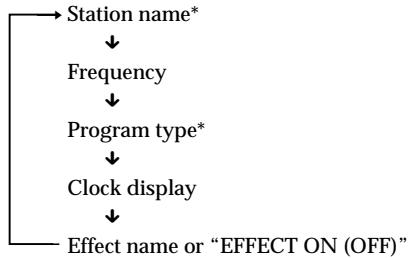 Station name*
Frequency
Program type*
Clock display
Effect name or “EFFECT ON (OFF)”